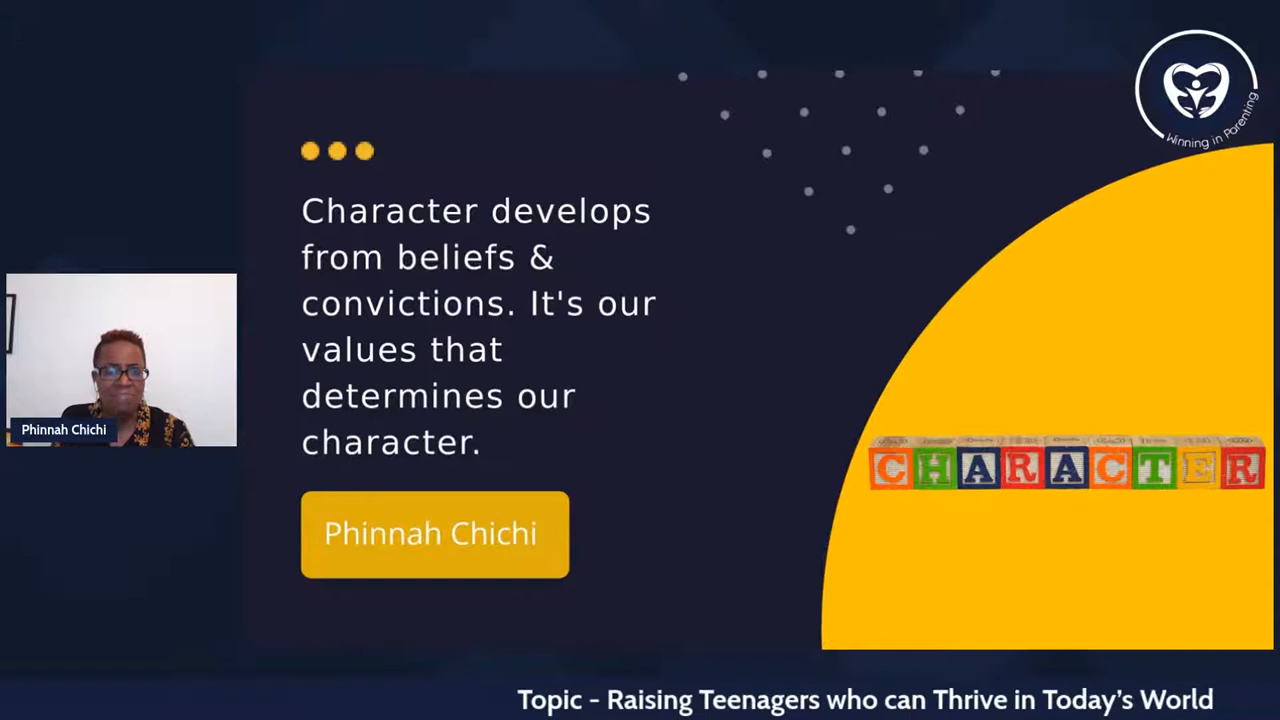 Winning in Parenting
Character develops
from beliefs &
convictions. It's our
values that
determines our
character.
Phinnah Chichi
CHARACTER
Phinnah Chichi
Topic - Raising Teenagers who can Thrive in Today's World